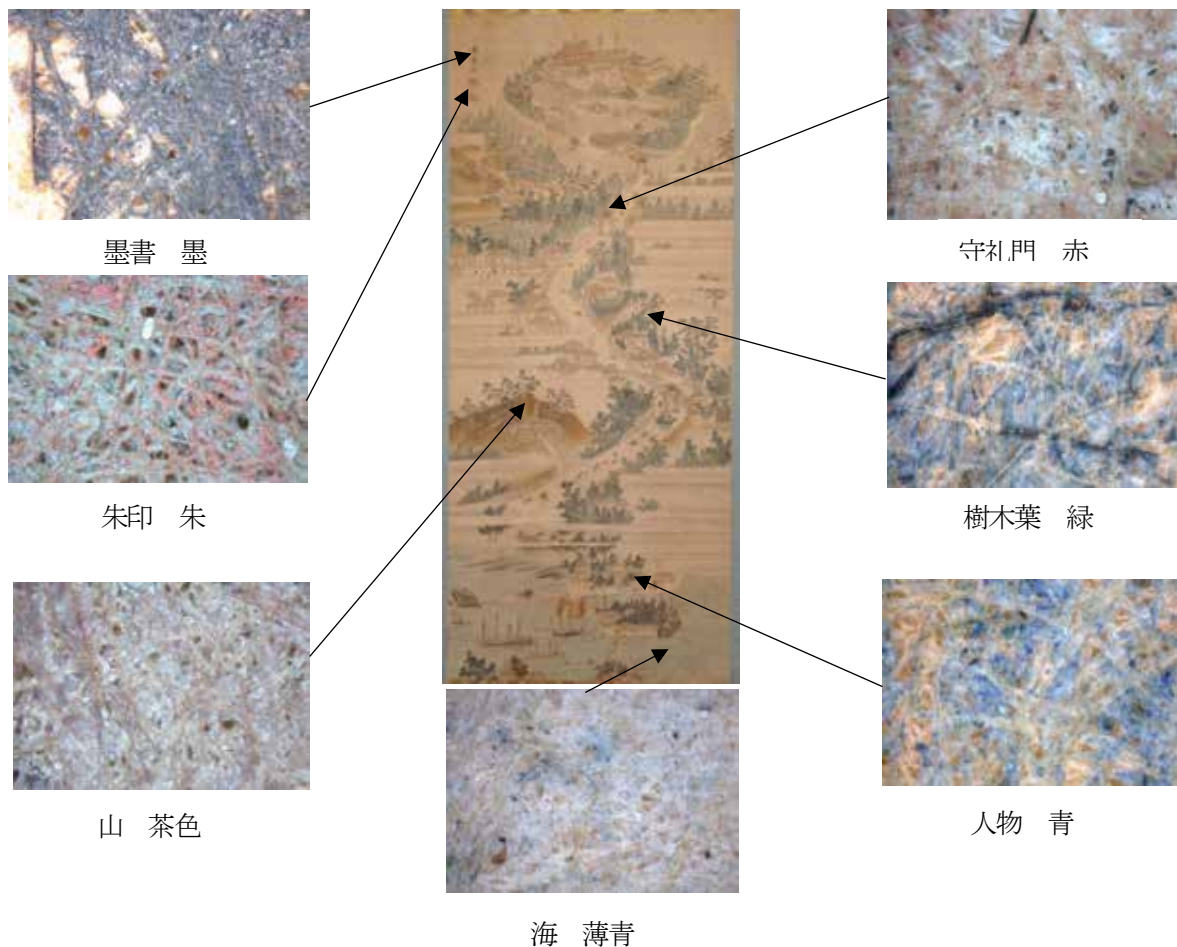 墨書　墨
守礼門　赤
朱印　朱
樹木葉　緑
山　茶色
人物　青
海　薄青